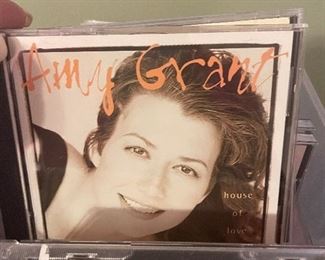 Amy Grant
house
of
love